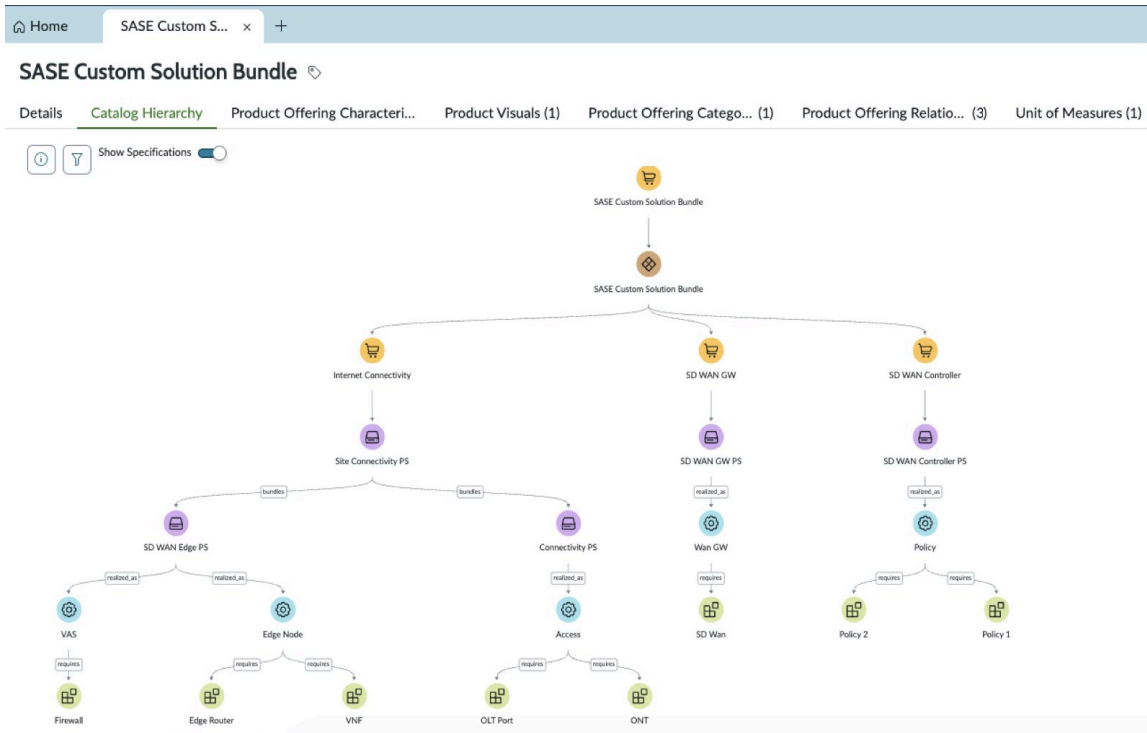 Home
SASE Custom S... ×
+
SASE Custom Solution Bundle
Details Catalog Hierarchy Product Offering Characteri... Product Visuals (1) Product Offering Catego... (1) Product Offering Relatio... (3) Unit of Measures (1)
Show Specifications
SASE Custom Solution Bundle
SASE Custom Solution Bundle
Internet Connectivity SD WAN GW SD WAN Controller
Site Connectivity PS SD WAN GW PS SD WAN Controller PS
bundles bundles realized_as realized_as
SD WAN Edge PS Connectivity PS Wan GW Policy
realized_as realized_as realized_as requires requires requires
VAS Edge Node Access SD Wan Policy 2 Policy 1
requires requires requires requires requires
Firewall Edge Router VNF OLT Port ONT